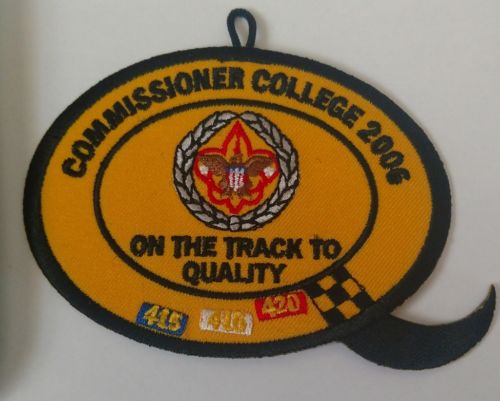 COMMISSIONER COLLEGE 2006
ON THE TRACK TO
QUALITY
415
420